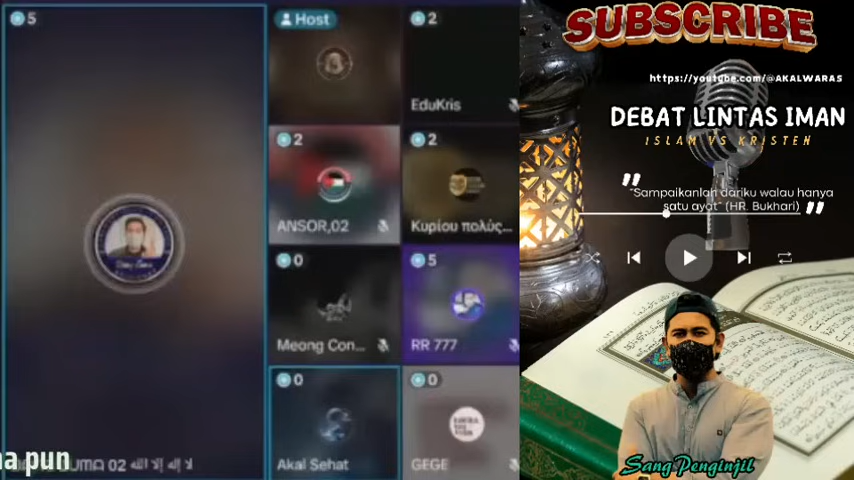 5
Host
2
EduKris
2
ANSOR,02
2
Κυρίου πολύς...
0
Meong Con...
5
RR 777
0
Akal Sehat
0
GEGE
pun
02 لا إله إلا الله
SUBSCRIBE
https://youtube.com/@AKALWARAS
DEBAT LINTAS IMAN
ISLAM VS KRISTEN
"Sampaikanlah dariku walau hanya
satu ayat" (HR. Bukhari)
Sang Penginjil